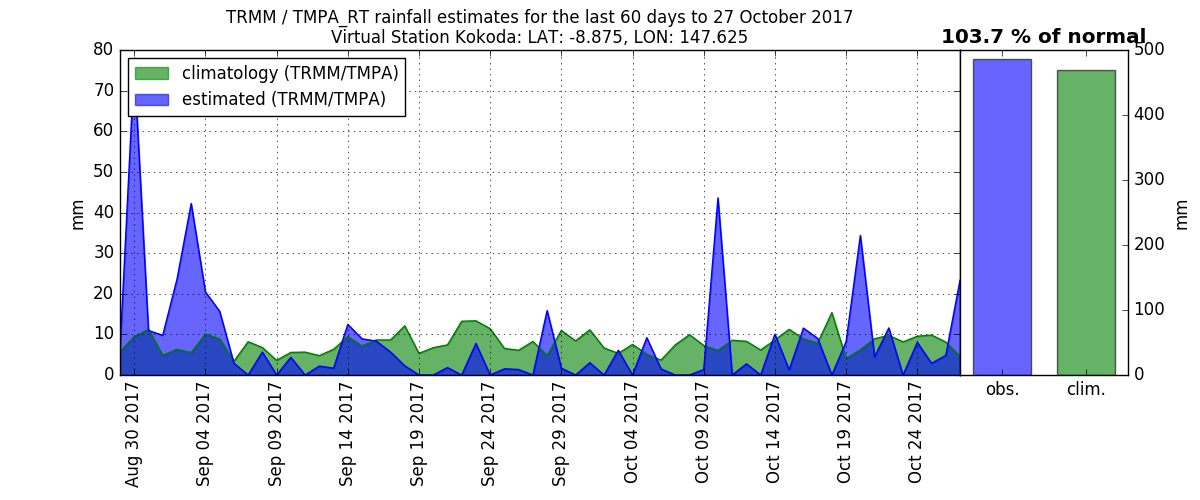 TRMM / TMPA_RT rainfall estimates for the last 60 days to 27 October 2017
Virtual Station Kokoda: LAT: -8.875, LON: 147.625
103.7 % of normal
climatology (TRMM/TMPA)
estimated (TRMM/TMPA)
80
70
60
50
40
30
20
10
0
mm
Aug 30 2017
Sep 04 2017
Sep 09 2017
Sep 14 2017
Sep 19 2017
Sep 24 2017
Sep 29 2017
Oct 04 2017
Oct 09 2017
Oct 14 2017
Oct 19 2017
Oct 24 2017
obs.
clim.
500
400
300
200
100
0
mm